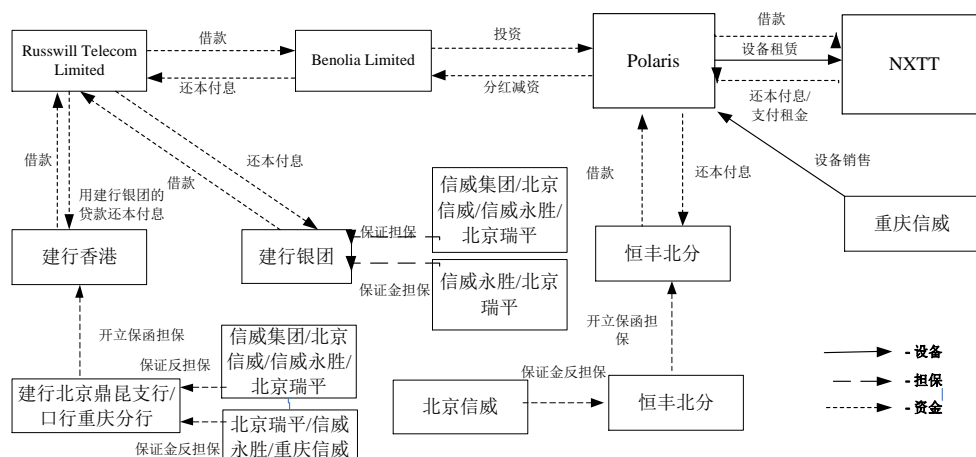 借款
Russwill Telecom
Limited
借款
Benolia Limited
投资
Polaris
设备租赁
NXTT
还本付息
分红减资
还本付息/
支付租金
借款
用建行银团的
贷款还本付息
借款
信威集团/北京
信威/信威永胜/
北京瑞平
借款
还本付息
设备销售
建行香港
建行银团
保证担保
保证金担保
信威永胜/北京
瑞平
恒丰北分
重庆信威
开立保函担保
信威集团/北京
信威/信威永胜/
北京瑞平
保证反担保
开立保函担
保
建行北京鼎昆支行/
口行重庆分行
保证金反担保
北京瑞平/信威
永胜/重庆信威
北京信威
保证金反担保
恒丰北分
- 设备
- 担保
- 资金